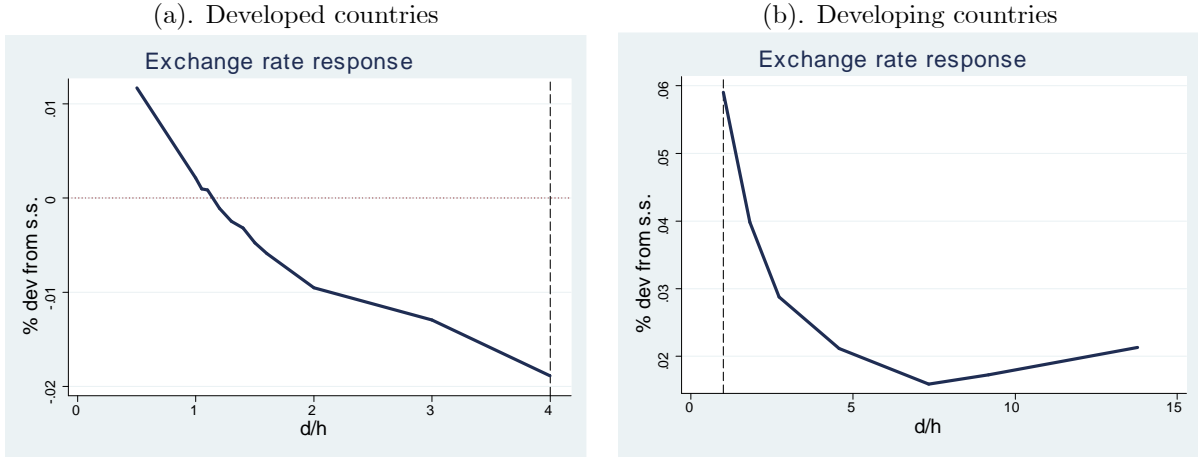 (a). Developed countries
Exchange rate response
% dev from s.s.
.01
0
-.01
-.02
0 1 2 3 4
d/h
(b). Developing countries
Exchange rate response
% dev from s.s.
.06
.05
.04
.03
.02
0 5 10 15
d/h